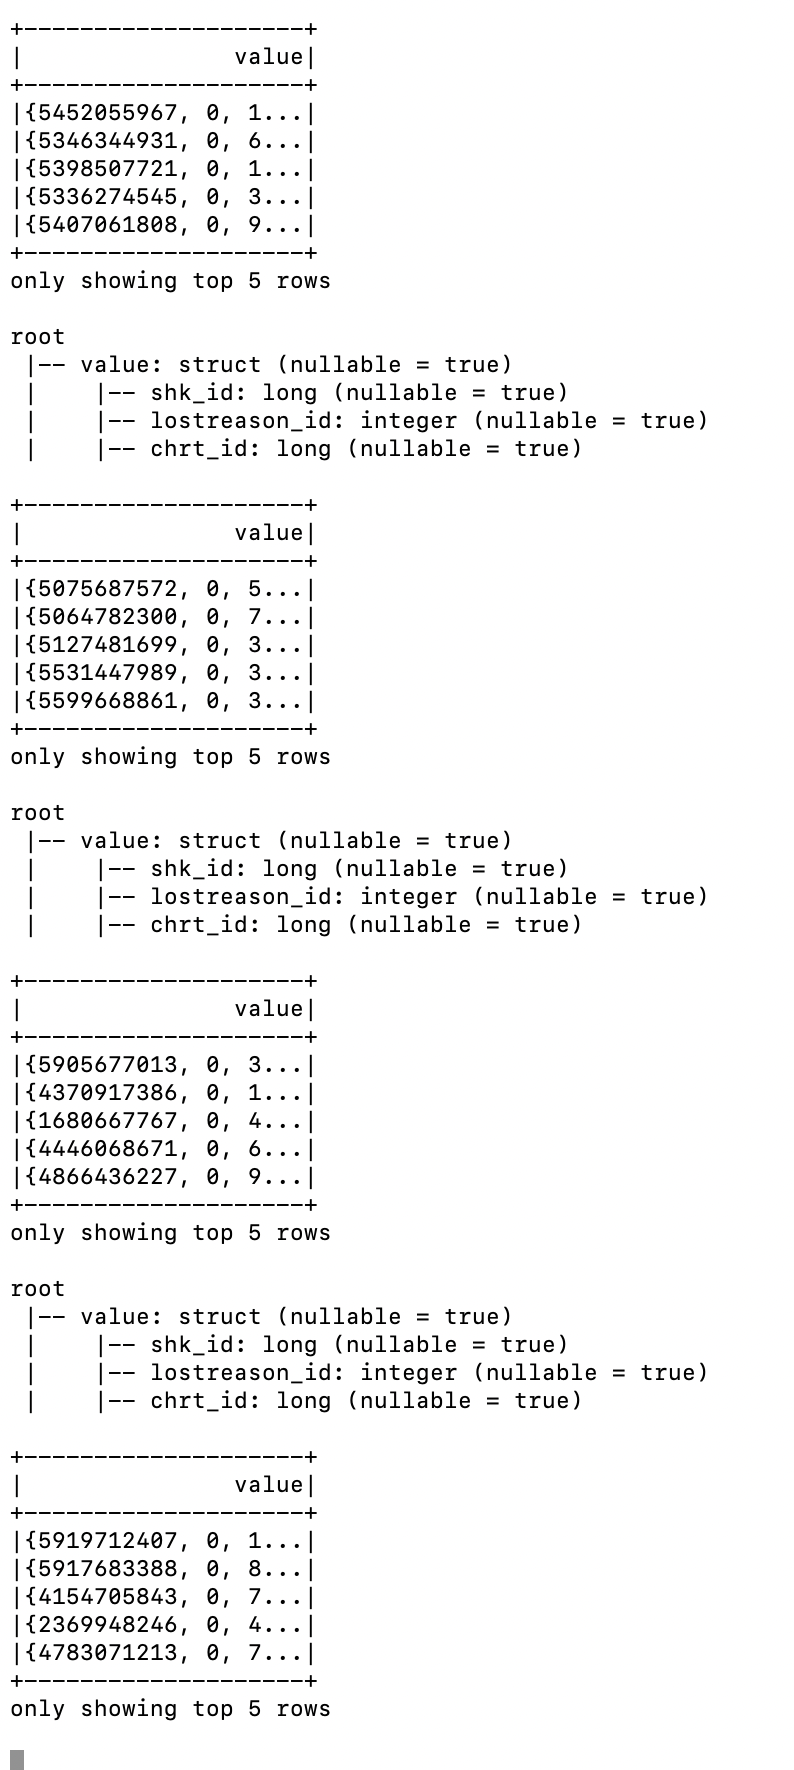 +--------------------+
|               value|
+--------------------+
|{5452055967, 0, 1...|
|{5346344931, 0, 6...|
|{5398507721, 0, 1...|
|{5336274545, 0, 3...|
|{5407061808, 0, 9...|
+--------------------+
only showing top 5 rows

root
 |-- value: struct (nullable = true)
 |    |-- shk_id: long (nullable = true)
 |    |-- lostreason_id: integer (nullable = true)
 |    |-- chrt_id: long (nullable = true)

+--------------------+
|               value|
+--------------------+
|{5075687572, 0, 5...|
|{5064782300, 0, 7...|
|{5127481699, 0, 3...|
|{5531447989, 0, 3...|
|{5599668861, 0, 3...|
+--------------------+
only showing top 5 rows

root
 |-- value: struct (nullable = true)
 |    |-- shk_id: long (nullable = true)
 |    |-- lostreason_id: integer (nullable = true)
 |    |-- chrt_id: long (nullable = true)

+--------------------+
|               value|
+--------------------+
|{5905677013, 0, 3...|
|{4370917386, 0, 1...|
|{1680667767, 0, 4...|
|{4446068671, 0, 6...|
|{4866436227, 0, 9...|
+--------------------+
only showing top 5 rows

root
 |-- value: struct (nullable = true)
 |    |-- shk_id: long (nullable = true)
 |    |-- lostreason_id: integer (nullable = true)
 |    |-- chrt_id: long (nullable = true)

+--------------------+
|               value|
+--------------------+
|{5919712407, 0, 1...|
|{5917683388, 0, 8...|
|{4154705843, 0, 7...|
|{2369948246, 0, 4...|
|{4783071213, 0, 7...|
+--------------------+
only showing top 5 rows